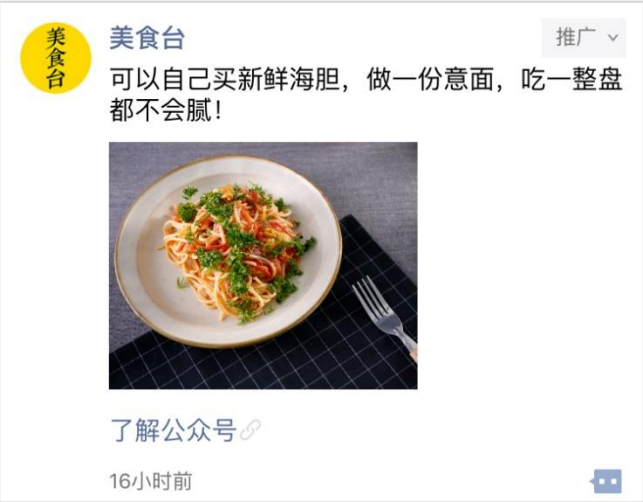 美食台
美食台
推广
可以自己买新鲜海胆，做一份意面，吃一整盘
都不会腻！
了解公众号
16小时前